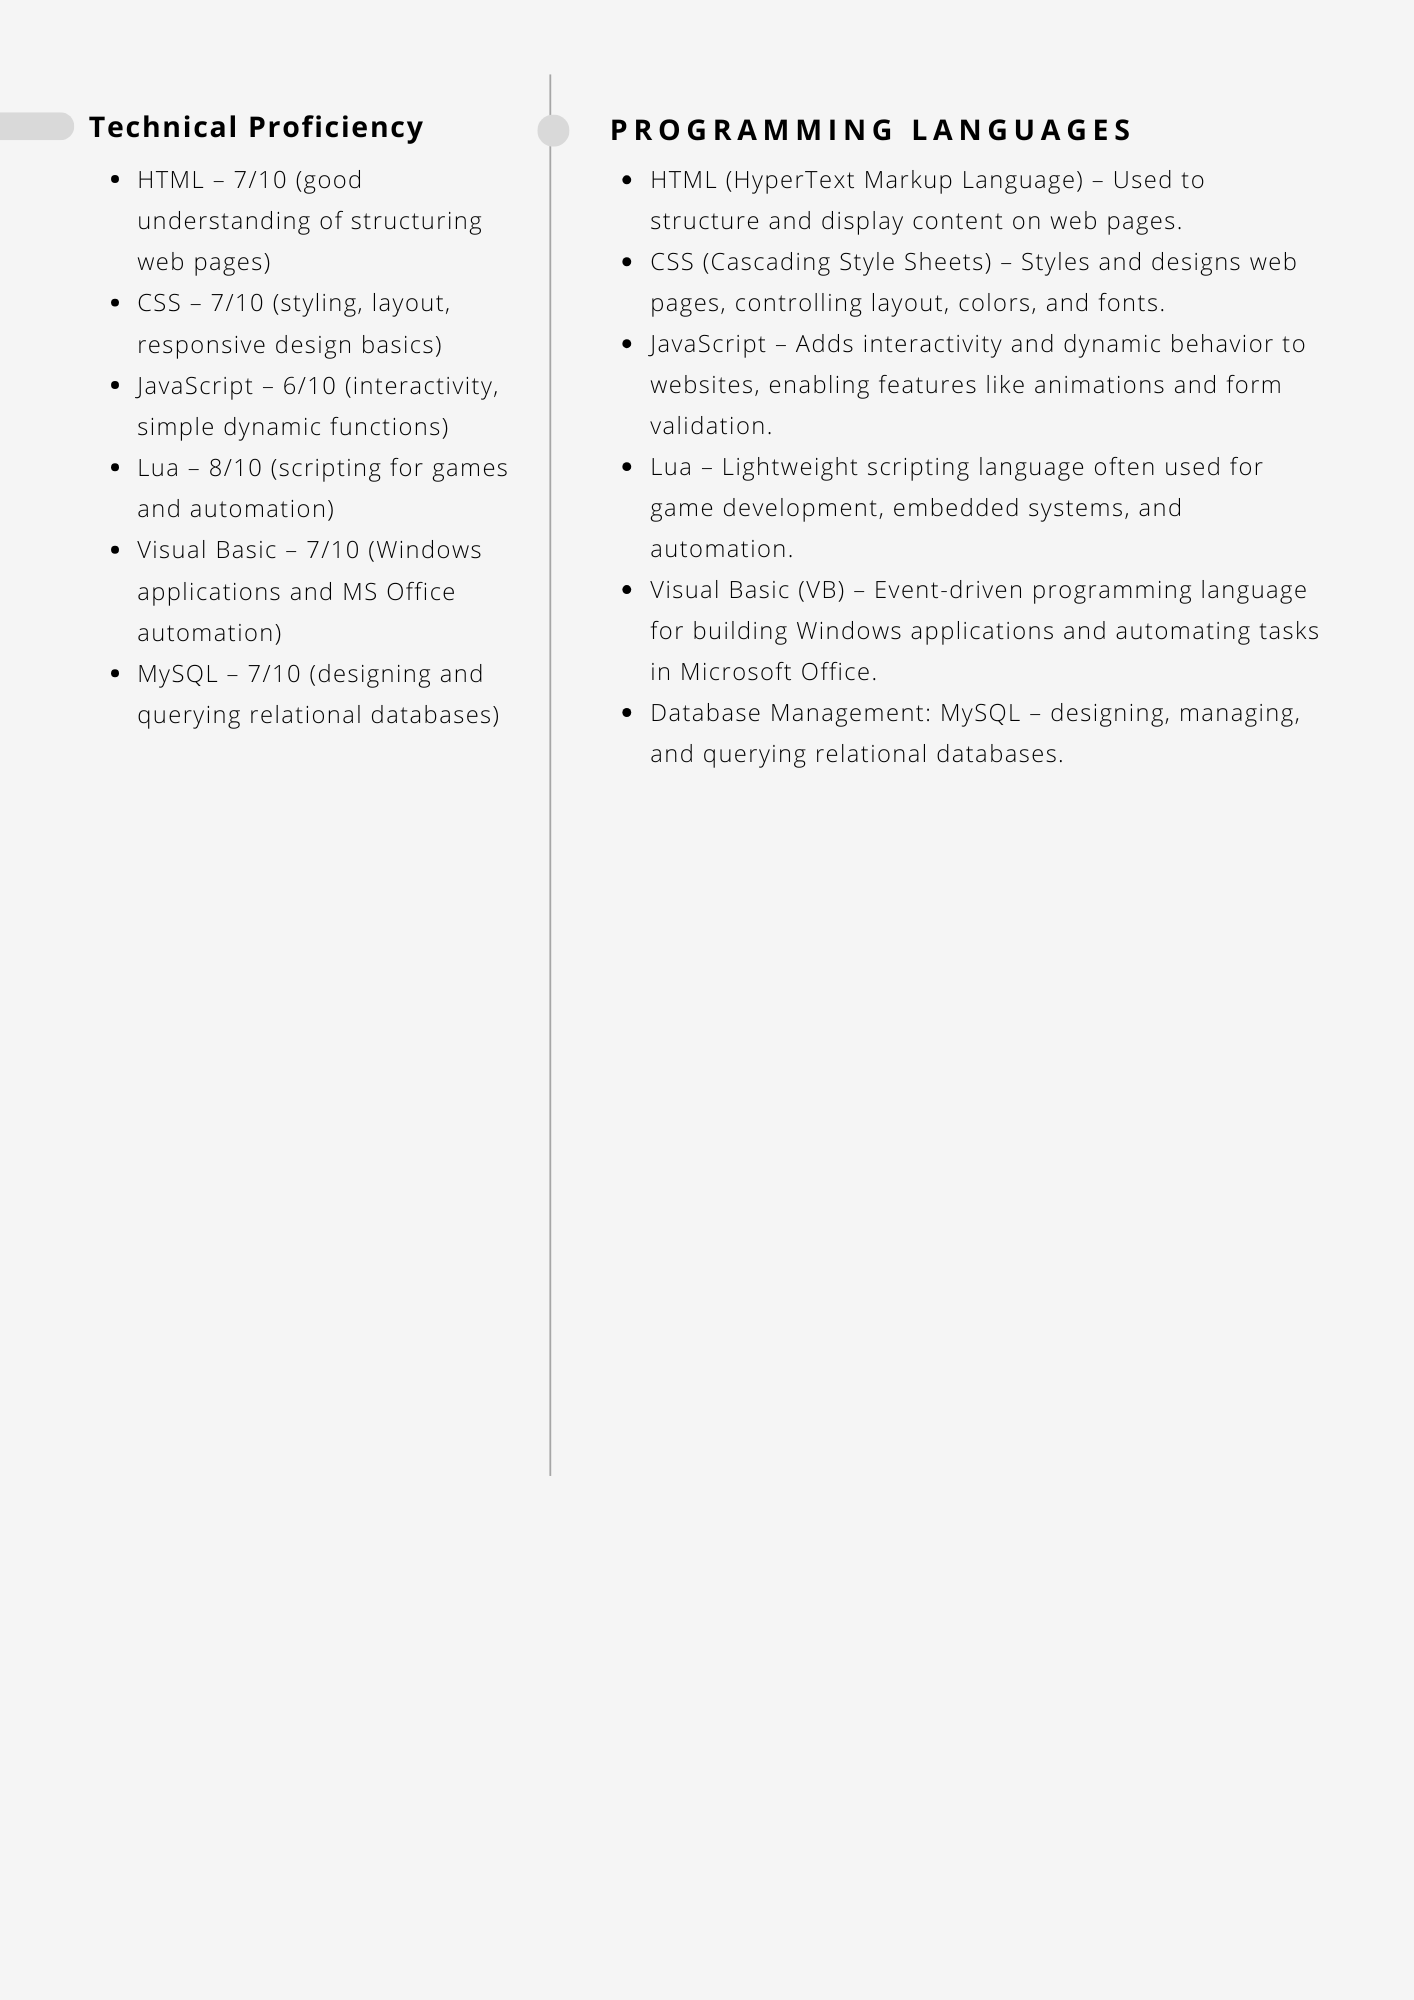 Technical Proficiency
• HTML – 7/10 (good
understanding of structuring
web pages)
• CSS – 7/10 (styling, layout,
responsive design basics)
• JavaScript – 6/10 (interactivity,
simple dynamic functions)
• Lua – 8/10 (scripting for games
and automation)
• Visual Basic – 7/10 (Windows
applications and MS Office
automation)
• MySQL – 7/10 (designing and
querying relational databases)
PROGRAMMING LANGUAGES
• HTML (HyperText Markup Language) – Used to
structure and display content on web pages.
• CSS (Cascading Style Sheets) – Styles and designs web
pages, controlling layout, colors, and fonts.
• JavaScript – Adds interactivity and dynamic behavior to
websites, enabling features like animations and form
validation.
• Lua – Lightweight scripting language often used for
game development, embedded systems, and
automation.
• Visual Basic (VB) – Event-driven programming language
for building Windows applications and automating tasks
in Microsoft Office.
• Database Management: MySQL – designing, managing,
and querying relational databases.